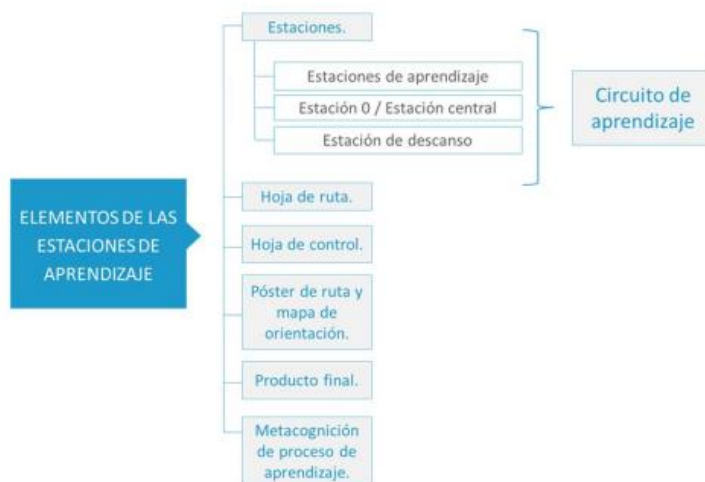 Estaciones.
Estaciones de aprendizaje
Estación 0 / Estación central
Estación de descanso
Circuito de
aprendizaje
ELEMENTOS DE LAS
ESTACIONES DE
APRENDIZAJE
Hoja de ruta.
Hoja de control.
Póster de ruta y
mapa de
orientación.
Producto final.
Metacognición
de proceso de
aprendizaje.